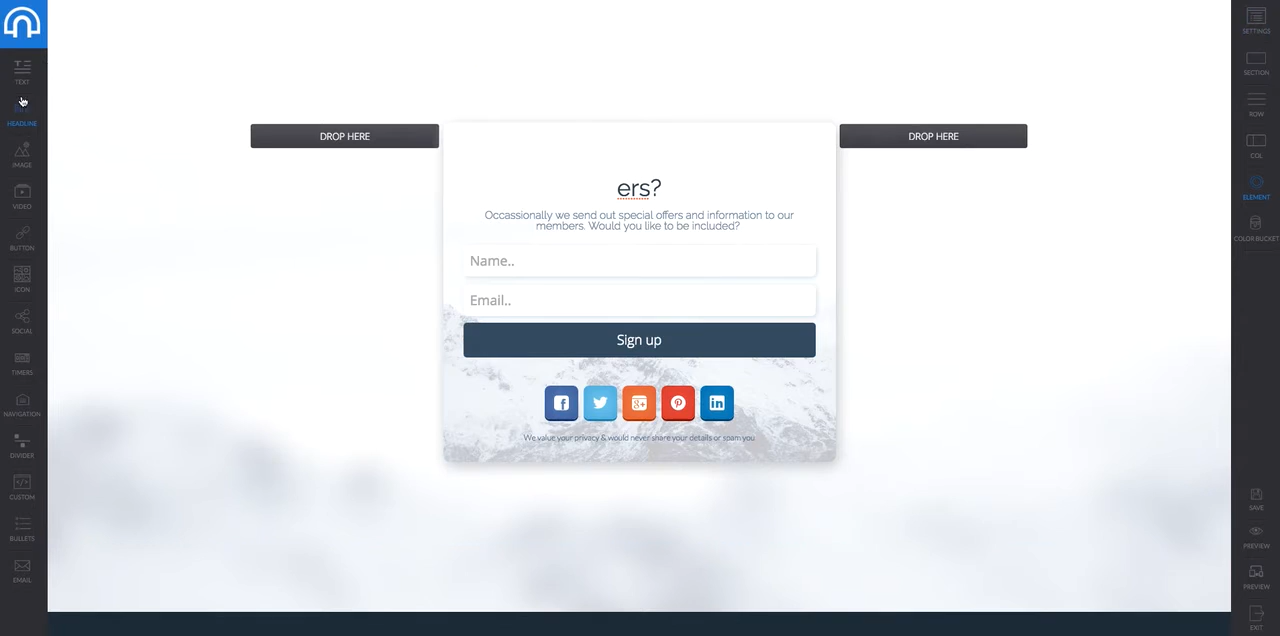 TEXT
HEADLINE
IMAGE
VIDEO
BUTTON
ICON
SOCIAL
TIMERS
NAVIGATION
DIVIDER
CUSTOM
BULLETS
EMAIL
DROP HERE
ers?
Occassionally we send out special offers and information to our
members. Would you like to be included?
Name..
Email..
Sign up
We value your privacy & would never share your details or spam you
DROP HERE
SETTINGS
SECTION
ROW
COL
ELEMENT
COLOR BUCKET
SAVE
PREVIEW
PREVIEW
EXIT